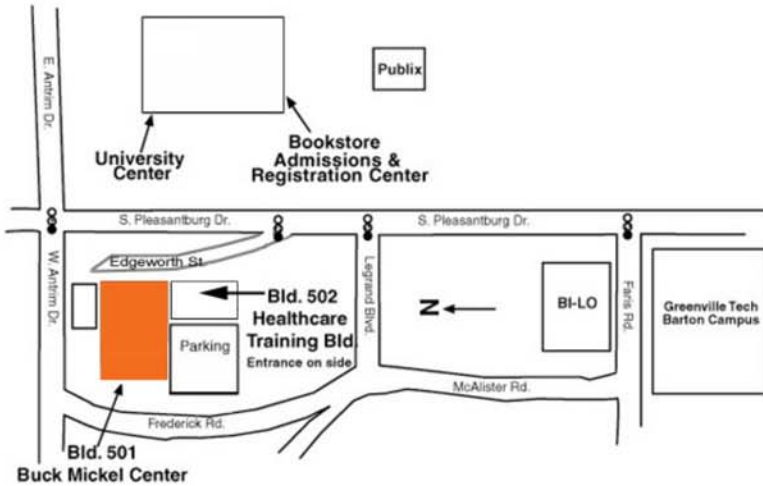 E. Antrim Dr.
Publix
University
Center
Bookstore
Admissions &
Registration Center
S. Pleasantburg Dr.
S. Pleasantburg Dr.
Edgeworth St.
W. Antrim Dr.
Bld. 502
Healthcare
Training Bld.
Entrance on side
Parking
Legrand Blvd.
N
BI-LO
Faris Rd.
Greenville Tech
Barton Campus
McAlister Rd.
Frederick Rd.
Bld. 501
Buck Mickel Center